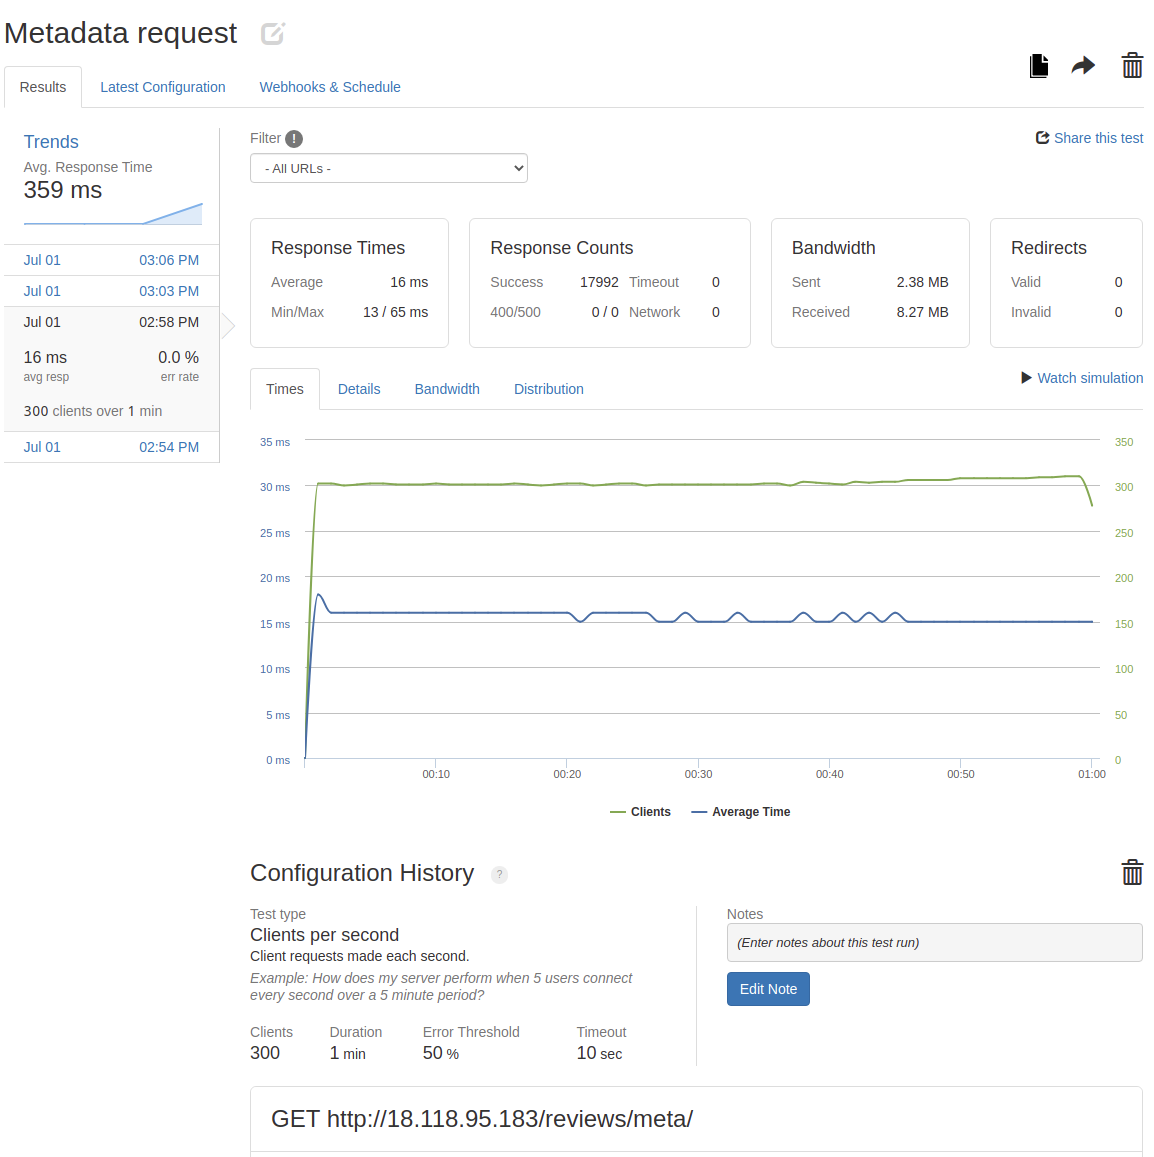 Metadata request
Results Latest Configuration Webhooks & Schedule
Trends
Avg. Response Time
359 ms
Jul 01 03:06 PM
Jul 01 03:03 PM
Jul 01 02:58 PM
16 ms 0.0 %
avg resp err rate
300 clients over 1 min
Jul 01 02:54 PM
Filter !
Share this test
- All URLs -
Response Times
Average 16 ms
Min/Max 13 / 65 ms
Response Counts
Success 17992 Timeout 0
400/500 0 / 0 Network 0
Bandwidth
Sent 2.38 MB
Received 8.27 MB
Redirects
Valid 0
Invalid 0
Times Details Bandwidth Distribution
Watch simulation
35 ms 350
30 ms 300
25 ms 250
20 ms 200
15 ms 150
10 ms 100
5 ms 50
0 ms 0
00:10 00:20 00:30 00:40 00:50 01:00
Clients Average Time
Configuration History ?
Test type
Clients per second
Client requests made each second.
Example: How does my server perform when 5 users connect
every second over a 5 minute period?
Clients Duration Error Threshold Timeout
300 1 min 50 % 10 sec
Notes
(Enter notes about this test run)
Edit Note
GET http://18.118.95.183/reviews/meta/